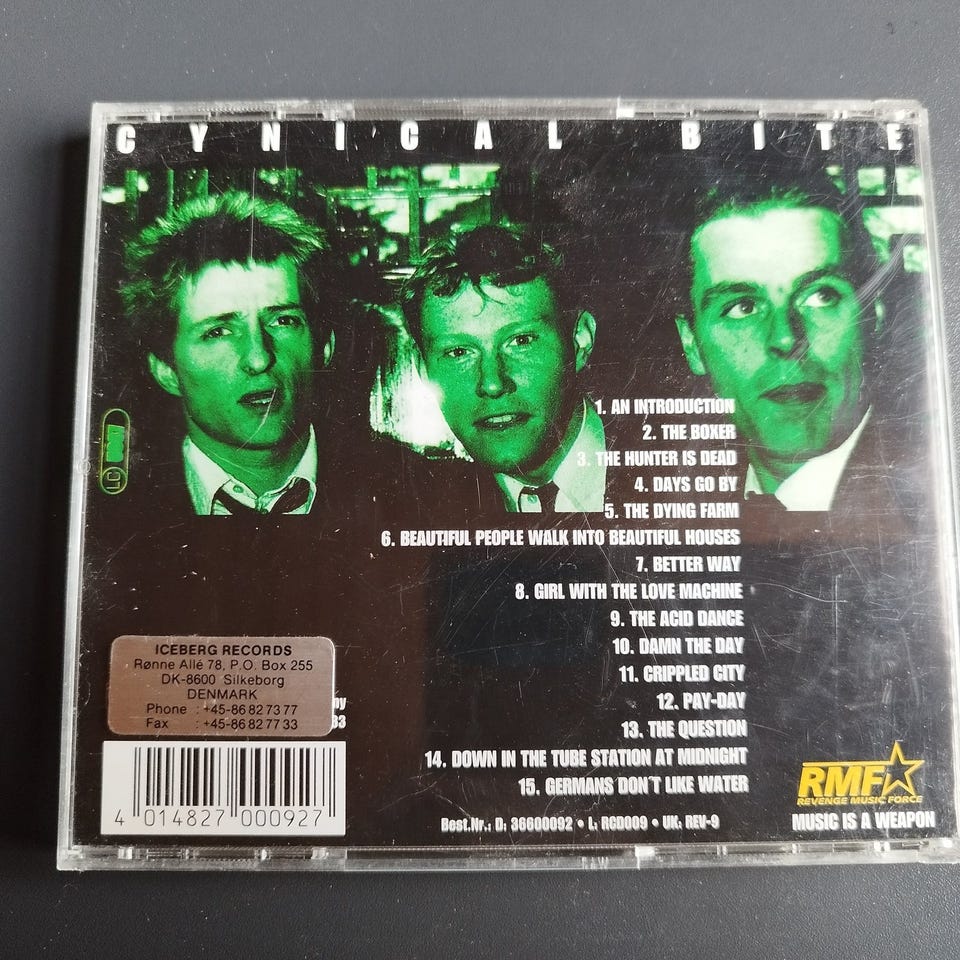 CYNICAL BITE
1. AN INTRODUCTION
2. THE BOXER
3. THE HUNTER IS DEAD
4. DAYS GO BY
5. THE DYING FARM
6. BEAUTIFUL PEOPLE WALK INTO BEAUTIFUL HOUSES
7. BETTER WAY
8. GIRL WITH THE LOVE MACHINE
9. THE ACID DANCE
10. DAMN THE DAY
11. CRIPPLED CITY
12. PAY-DAY
13. THE QUESTION
14. DOWN IN THE TUBE STATION AT MIDNIGHT
15. GERMANS DON'T LIKE WATER
Best.Nr.: D: 36600092 • L: RCD009 • UK: REV-9
LC
ICEBERG RECORDS
Rønne Allé 78, P.O. Box 255
DK-8600 Silkeborg
DENMARK
Phone : +45-86 82 73 77
Fax : +45-86 82 77 33
by
33
4 014827 000927
RMF
REVENGE MUSIC FORCE
MUSIC IS A WEAPON